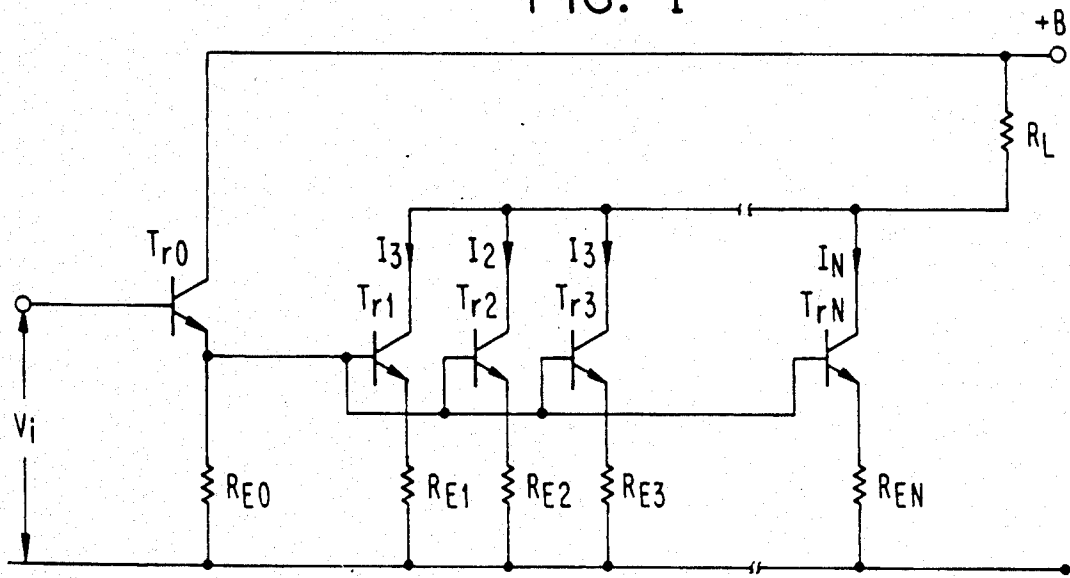 FIG. 1
+B
RL
Tr0
I3
I2
I3
IN
Tr1
Tr2
Tr3
TrN
Vi
RE0
RE1
RE2
RE3
REN